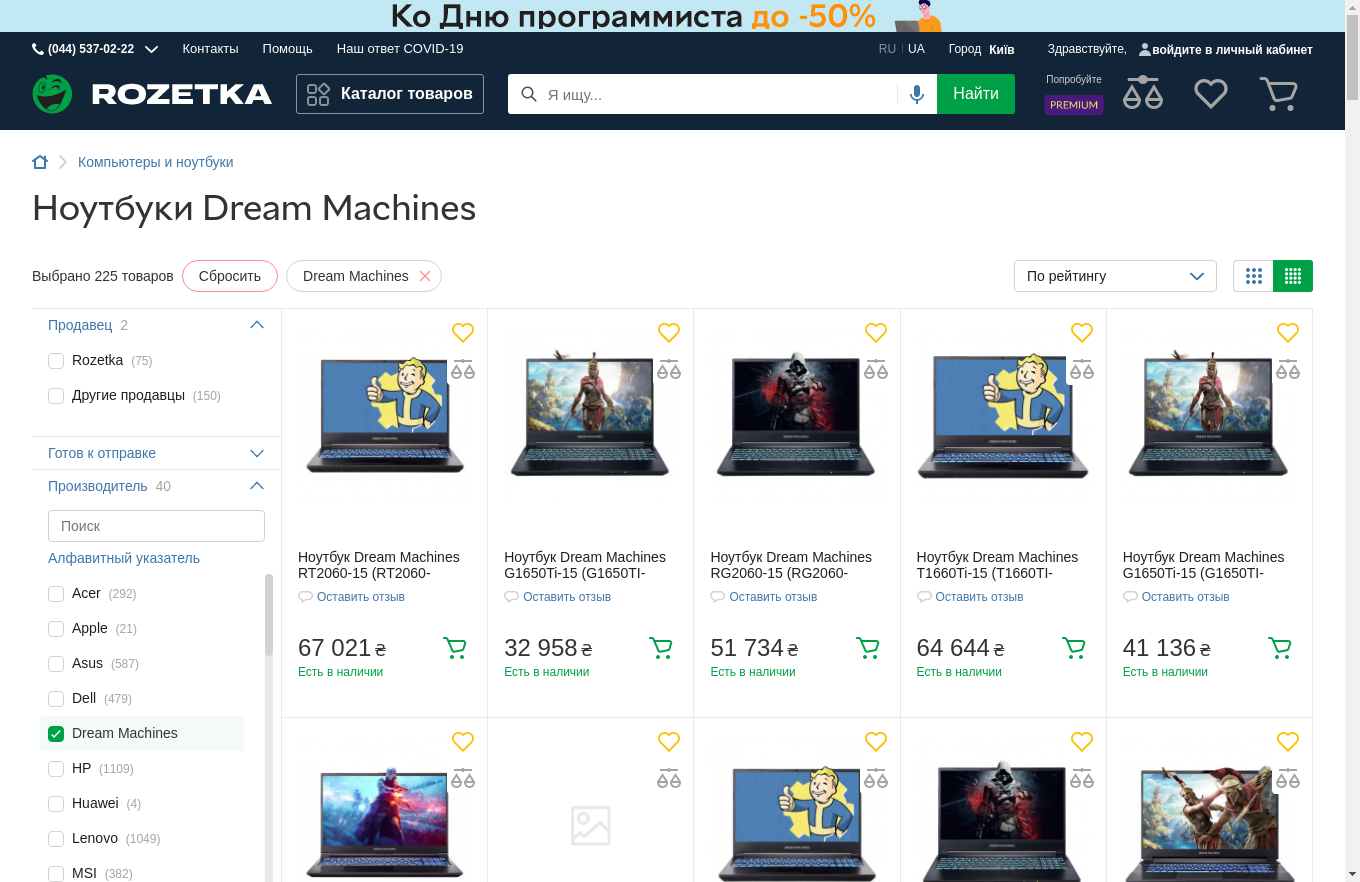 Ко Дню программиста до -50%
(044) 537-02-22 Контакты Помощь Наш ответ COVID-19 RU UA Город Київ Здравствуйте, войдите в личный кабинет
ROZETKA Каталог товаров Я ищу... Найти Попробуйте PREMIUM
Компьютеры и ноутбуки
Ноутбуки Dream Machines
Выбрано 225 товаров Сбросить Dream Machines По рейтингу
Продавец 2
Rozetka (75)
Другие продавцы (150)
Готов к отправке
Производитель 40
Поиск
Алфавитный указатель
Acer (292)
Apple (21)
Asus (587)
Dell (479)
Dream Machines
HP (1109)
Huawei (4)
Lenovo (1049)
MSI (382)
Ноутбук Dream Machines
RT2060-15 (RT2060-
Оставить отзыв
67 021 ₴
Есть в наличии
Ноутбук Dream Machines
G1650Ti-15 (G1650TI-
Оставить отзыв
32 958 ₴
Есть в наличии
Ноутбук Dream Machines
RG2060-15 (RG2060-
Оставить отзыв
51 734 ₴
Есть в наличии
Ноутбук Dream Machines
T1660Ti-15 (T1660TI-
Оставить отзыв
64 644 ₴
Есть в наличии
Ноутбук Dream Machines
G1650Ti-15 (G1650TI-
Оставить отзыв
41 136 ₴
Есть в наличии